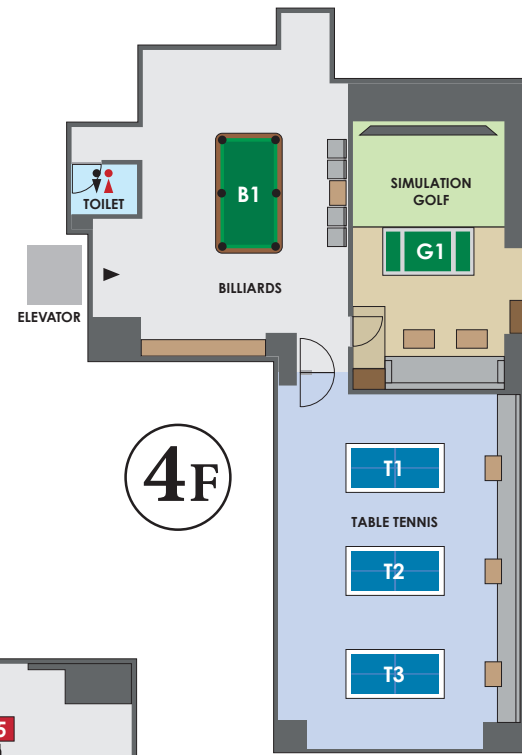 B1
SIMULATION
GOLF
TOILET
G1
BILLIARDS
ELEVATOR
4F
T1
TABLE TENNIS
T2
T3